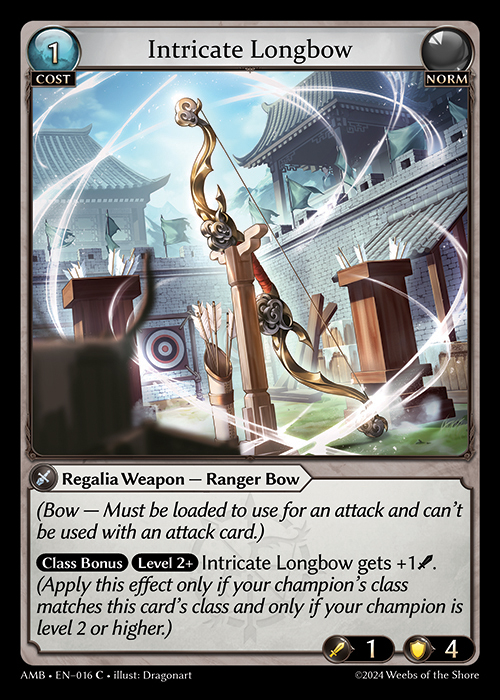 1
Intricate Longbow
COST
NORM
Regalia Weapon — Ranger Bow
(Bow — Must be loaded to use for an attack and can't
be used with an attack card.)
Class Bonus Level 2+ Intricate Longbow gets +1.
(Apply this effect only if your champion's class
matches this card's class and only if your champion is
level 2 or higher.)
1 4
AMB • EN-016 C • illust: Dragonart ©2024 Weebs of the Shore